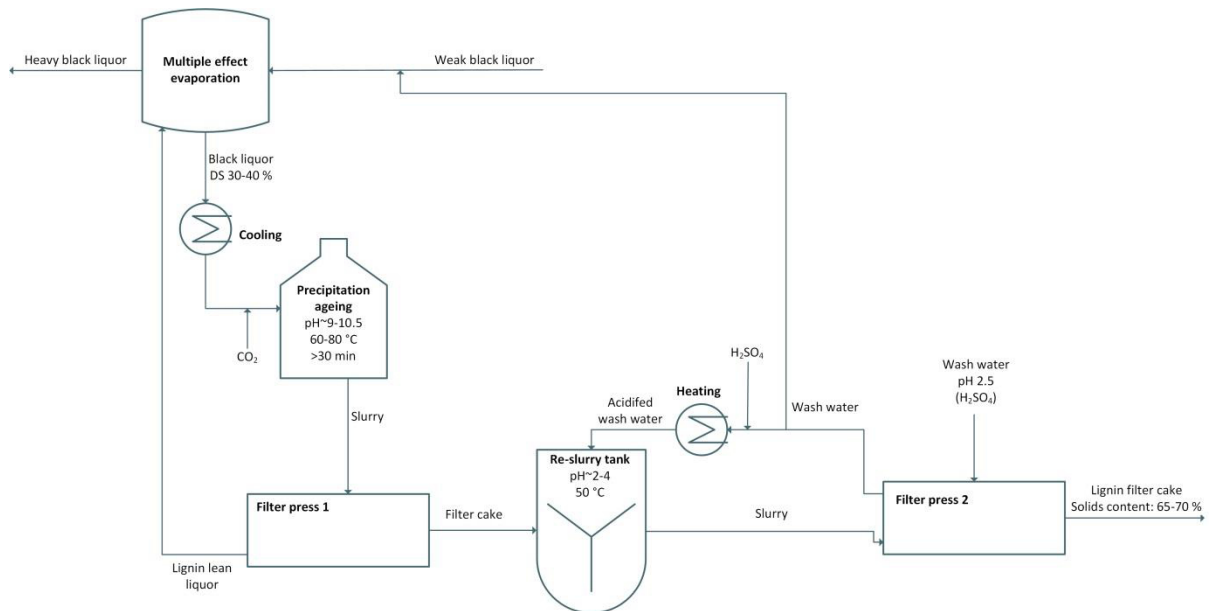 Heavy black liquor
Multiple effect
evaporation
Weak black liquor
Black liquor
DS 30-40 %
Cooling
Precipitation
ageing
pH~9-10.5
60-80 °C
>30 min
CO₂
Slurry
H₂SO₄
Heating
Acidifed
wash water
Wash water
Wash water
pH 2.5
(H₂SO₄)
Re-slurry tank
pH~2-4
50 °C
Filter press 1
Filter cake
Slurry
Filter press 2
Lignin filter cake
Solids content: 65-70 %
Lignin lean
liquor